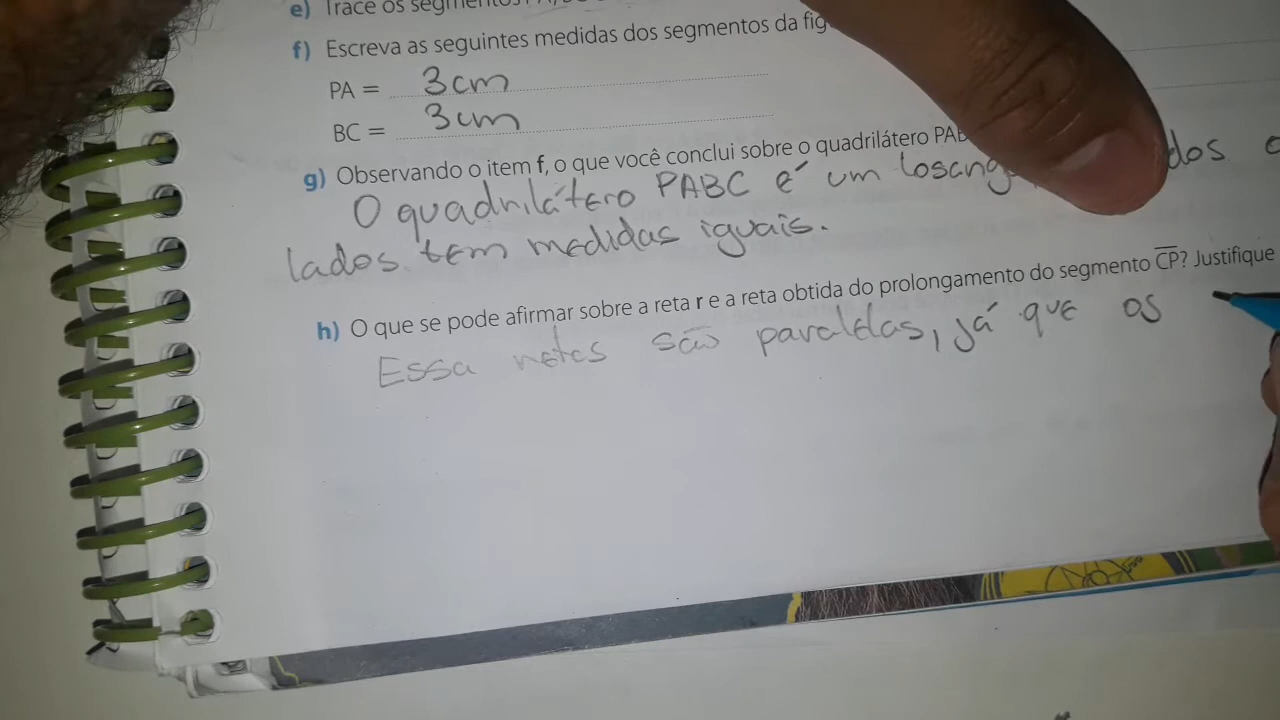 e) Trace os segmentos
f) Escreva as seguintes medidas dos segmentos da fig
PA = 3cm
BC = 3cm
g) Observando o item f, o que você conclui sobre o quadrilátero PAB
O quadrilátero PABC é um losang dos
lados tem medidas iguais.
h) O que se pode afirmar sobre a reta r e a reta obtida do prolongamento do segmento CP? Justifique
Essa retas são paralelas, já que os